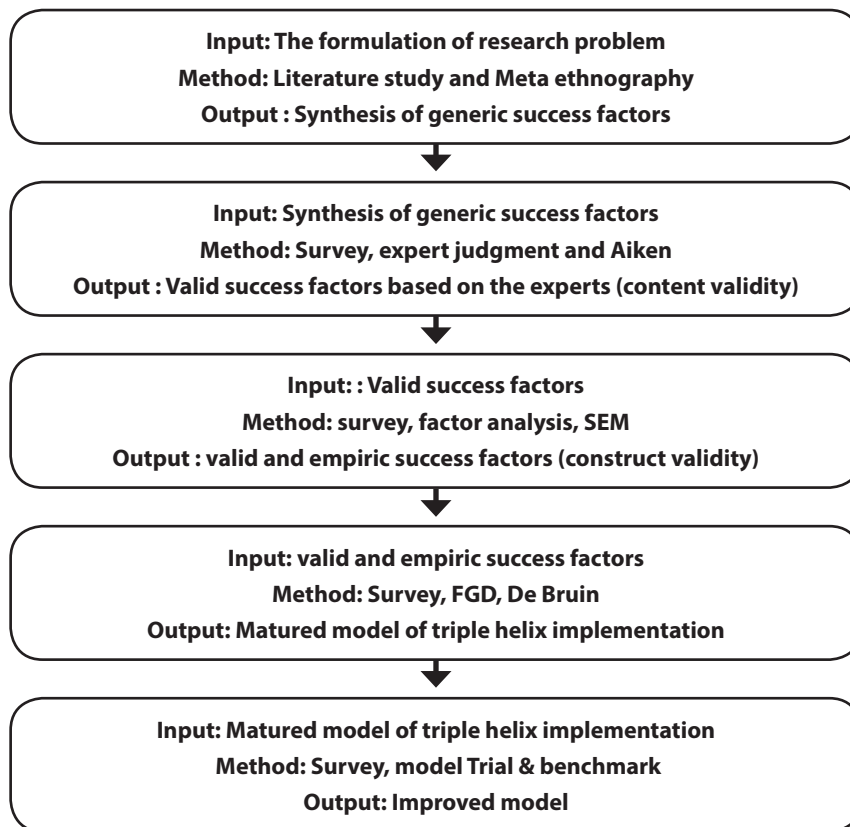 Input: The formulation of research problem
Method: Literature study and Meta ethnography
Output : Synthesis of generic success factors
Input: Synthesis of generic success factors
Method: Survey, expert judgment and Aiken
Output : Valid success factors based on the experts (content validity)
Input: : Valid success factors
Method: survey, factor analysis, SEM
Output : valid and empiric success factors (construct validity)
Input: valid and empiric success factors
Method: Survey, FGD, De Bruin
Output: Matured model of triple helix implementation
Input: Matured model of triple helix implementation
Method: Survey, model Trial & benchmark
Output: Improved model